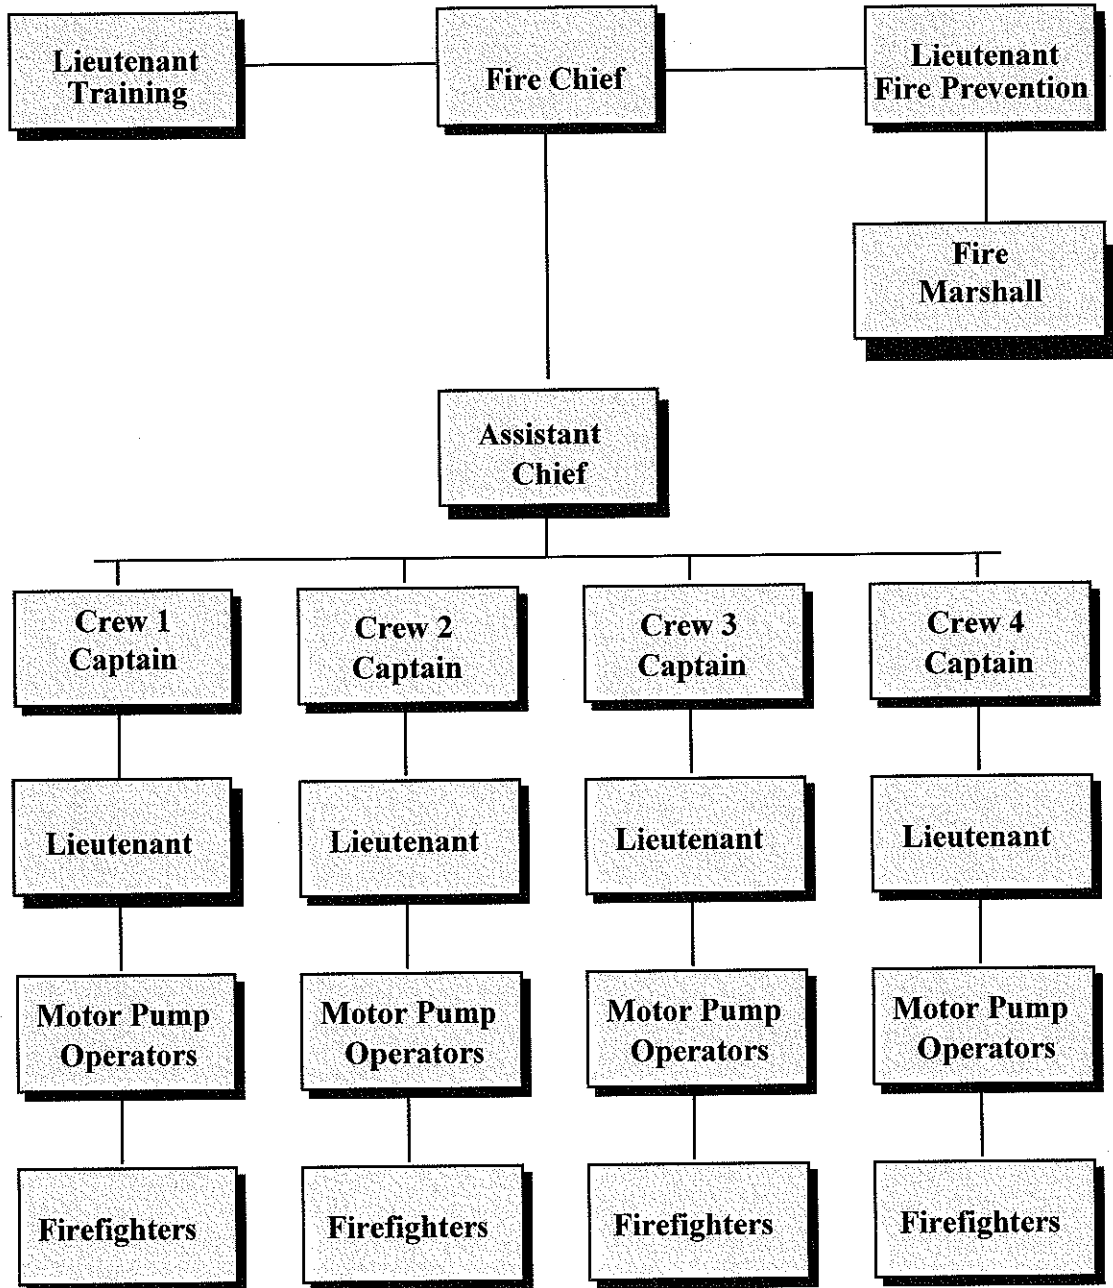 Lieutenant
Training
Fire Chief
Lieutenant
Fire Prevention
Fire
Marshall
Assistant
Chief
Crew 1
Captain
Crew 2
Captain
Crew 3
Captain
Crew 4
Captain
Lieutenant
Lieutenant
Lieutenant
Lieutenant
Motor Pump
Operators
Motor Pump
Operators
Motor Pump
Operators
Motor Pump
Operators
Firefighters
Firefighters
Firefighters
Firefighters